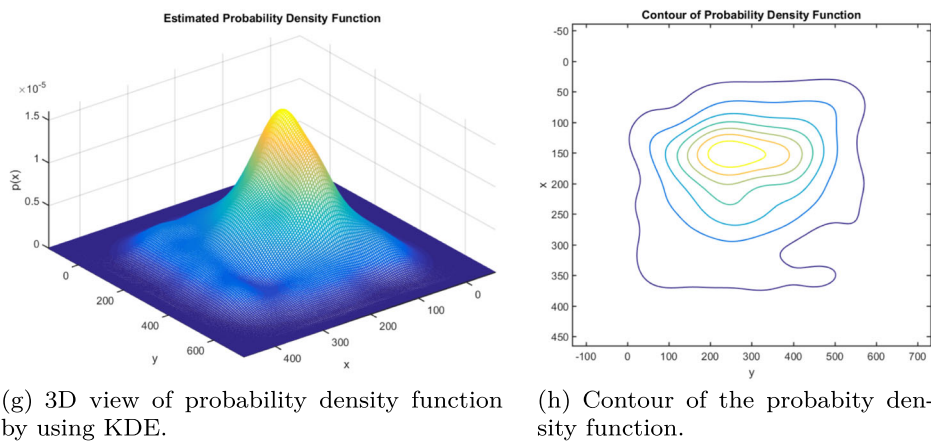 Estimated Probability Density Function
×10⁻⁵
1.5
1
0.5
0
p(x)
0
200
400
600
y
400
300
200
100
0
x
Contour of Probability Density Function
-50
0
50
100
150
200
250
300
350
400
450
x
-100 0 100 200 300 400 500 600 700
y
(g) 3D view of probability density function
by using KDE.
(h) Contour of the probabity den-
sity function.